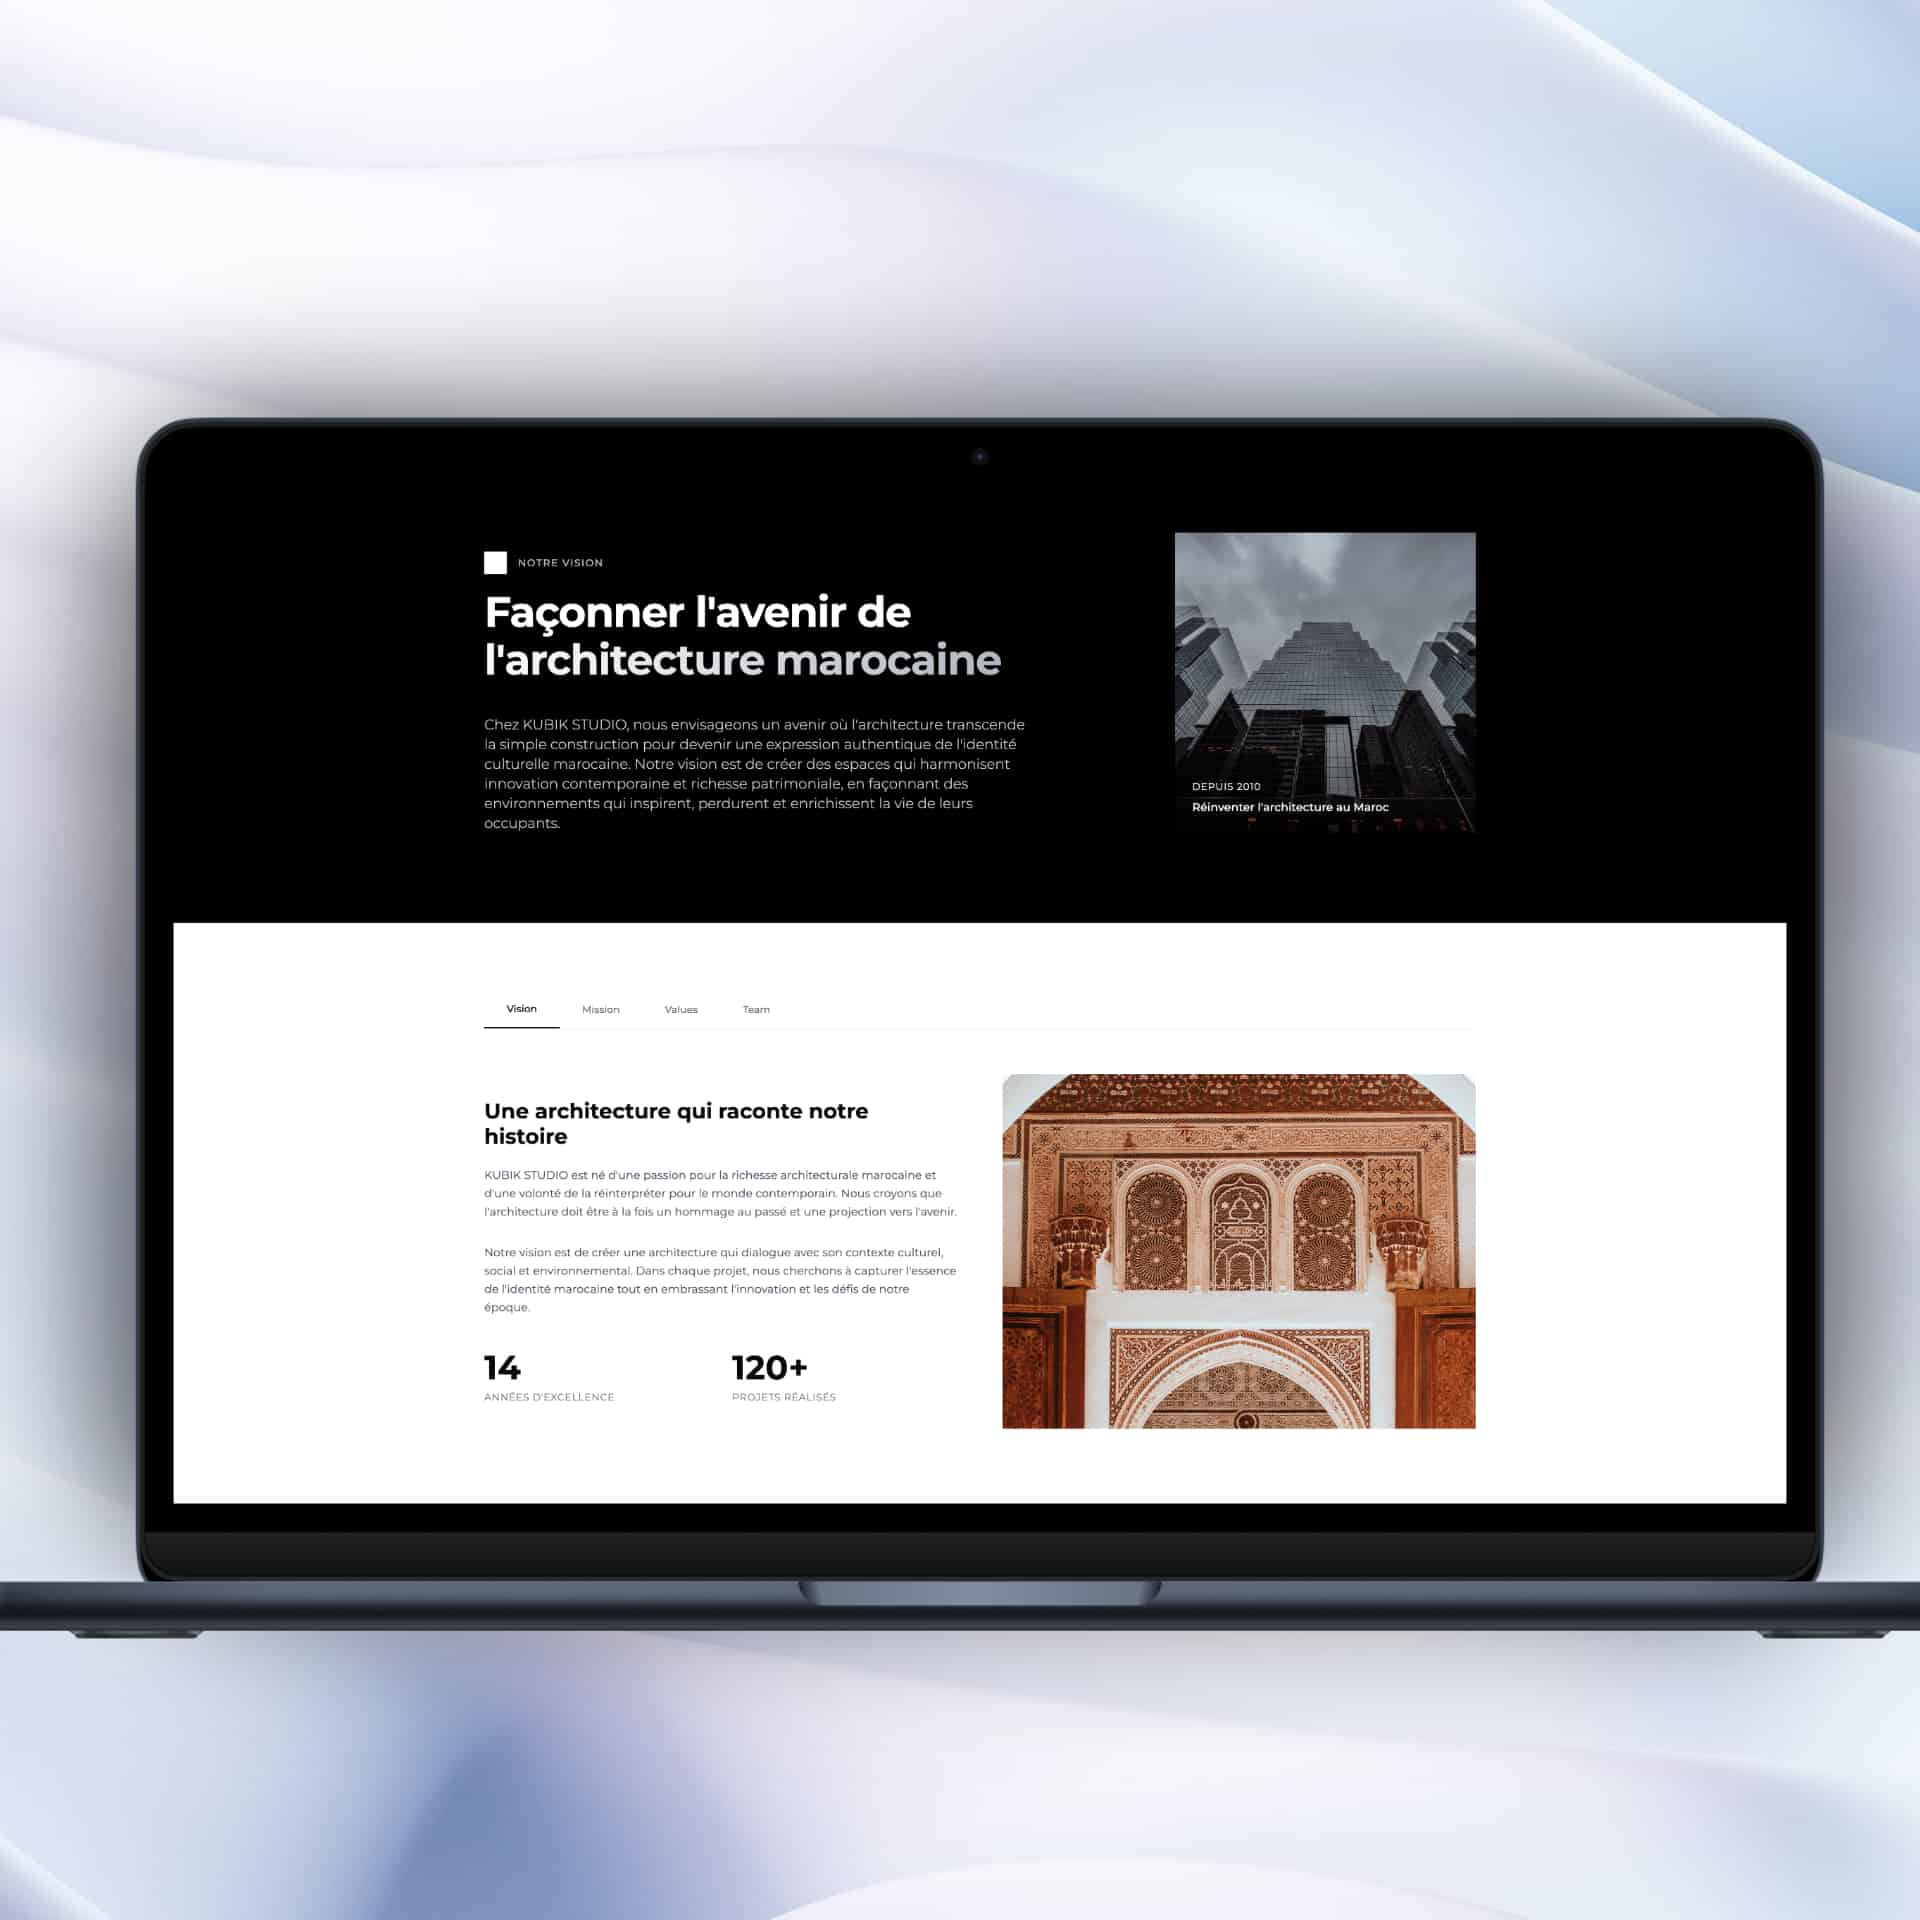 NOTRE VISION
Façonner l'avenir de
l'architecture marocaine
Chez KUBIK STUDIO, nous envisageons un avenir où l'architecture transcende
la simple construction pour devenir une expression authentique de l'identité
culturelle marocaine. Notre vision est de créer des espaces qui harmonisent
innovation contemporaine et richesse patrimoniale, en façonnant des
environnements qui inspirent, perdurent et enrichissent la vie de leurs
occupants.
DEPUIS 2010
Réinventer l'architecture au Maroc
Vision Mission Values Team
Une architecture qui raconte notre
histoire
KUBIK STUDIO est né d'une passion pour la richesse architecturale marocaine et
d'une volonté de la réinterpréter pour le monde contemporain. Nous croyons que
l'architecture doit être à la fois un hommage au passé et une projection vers l'avenir.
Notre vision est de créer une architecture qui dialogue avec son contexte culturel,
social et environnemental. Dans chaque projet, nous cherchons à capturer l'essence
de l'identité marocaine tout en embrassant l'innovation et les défis de notre
époque.
14 120+
ANNÉES D'EXCELLENCE PROJETS RÉALISÉS